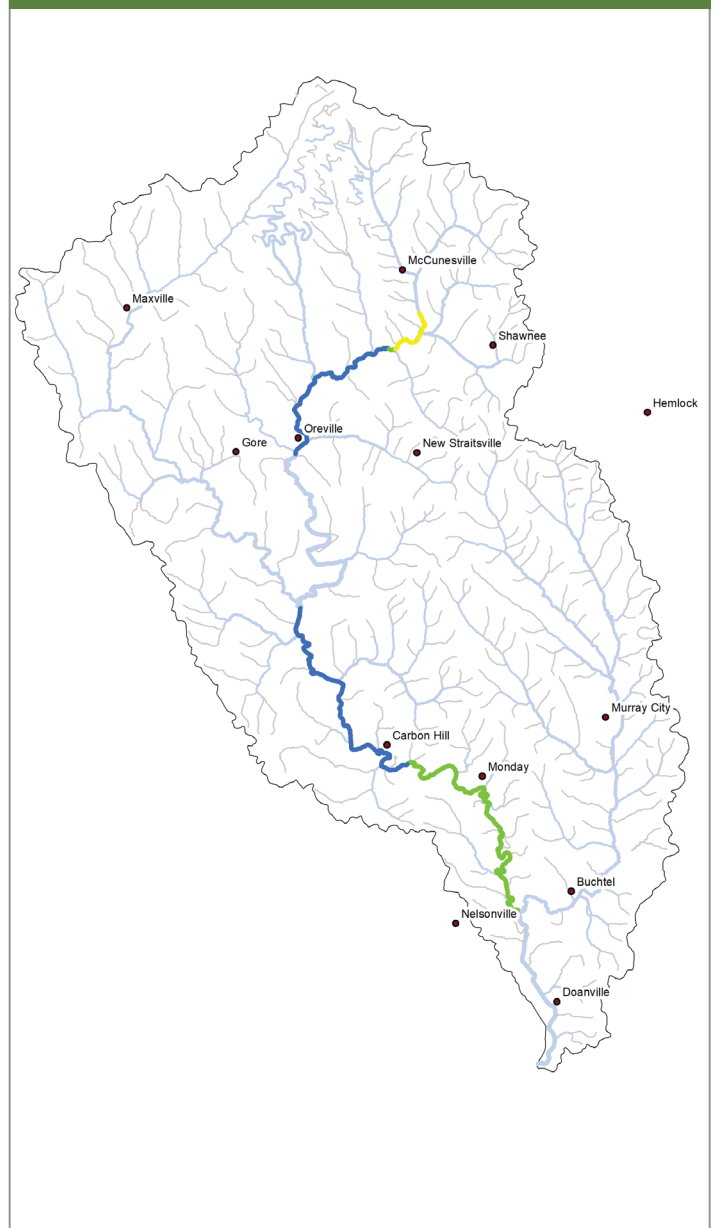 McCunesville
Maxville
Shawnee
Hemlock
Oreville
Gore
New Straitsville
Murray City
Carbon Hill
Monday
Buchtel
Nelsonville
Doanville